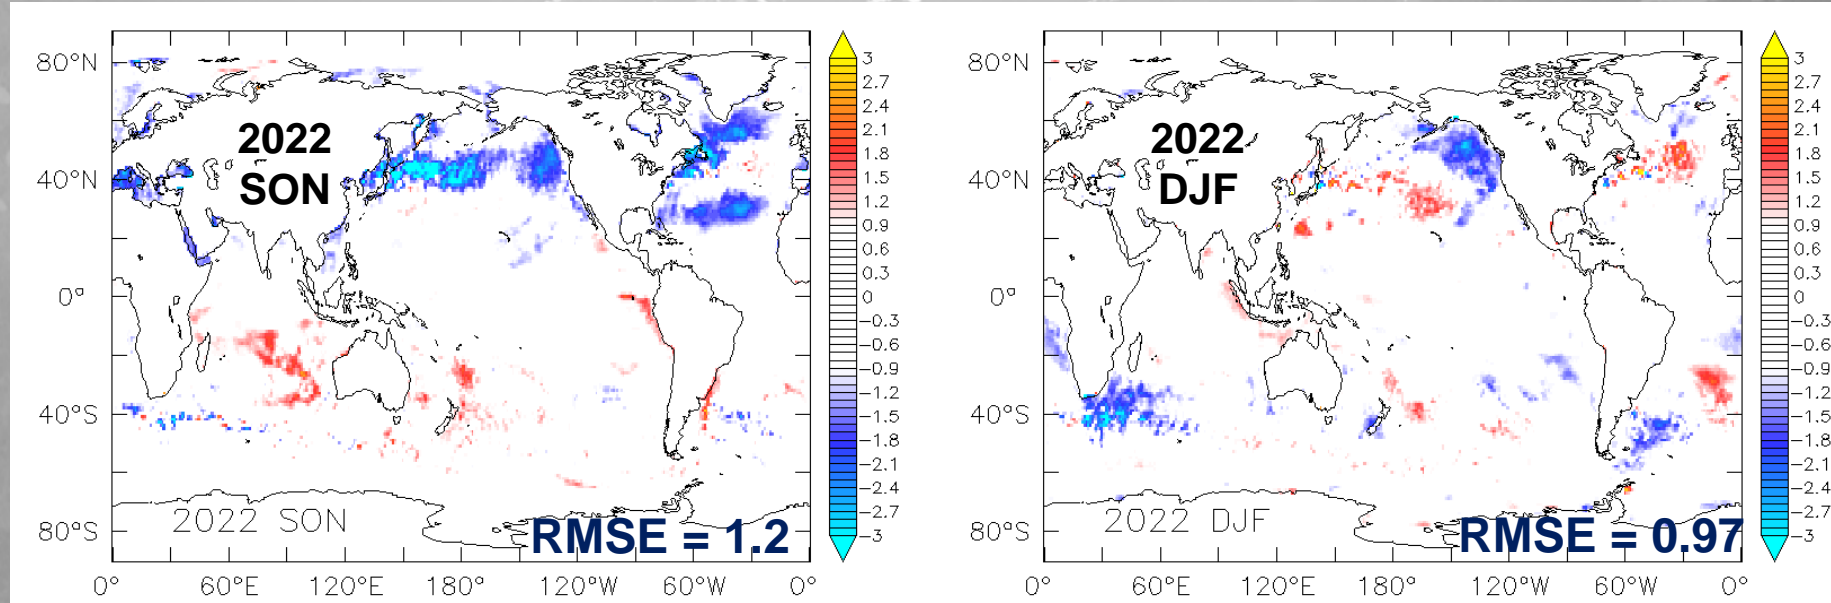 80°N
40°N
0°
40°S
80°S
2022
SON
2022 SON
RMSE = 1.2
0°
60°E
120°E
180°
120°W
60°W
0°
3
2.7
2.4
2.1
1.8
1.5
1.2
0.9
0.6
0.3
0
−0.3
−0.6
−0.9
−1.2
−1.5
−1.8
−2.1
−2.4
−2.7
−3
80°N
40°N
0°
40°S
80°S
2022
DJF
2022 DJF
RMSE = 0.97
0°
60°E
120°E
180°
120°W
60°W
0°
3
2.7
2.4
2.1
1.8
1.5
1.2
0.9
0.6
0.3
0
−0.3
−0.6
−0.9
−1.2
−1.5
−1.8
−2.1
−2.4
−2.7
−3